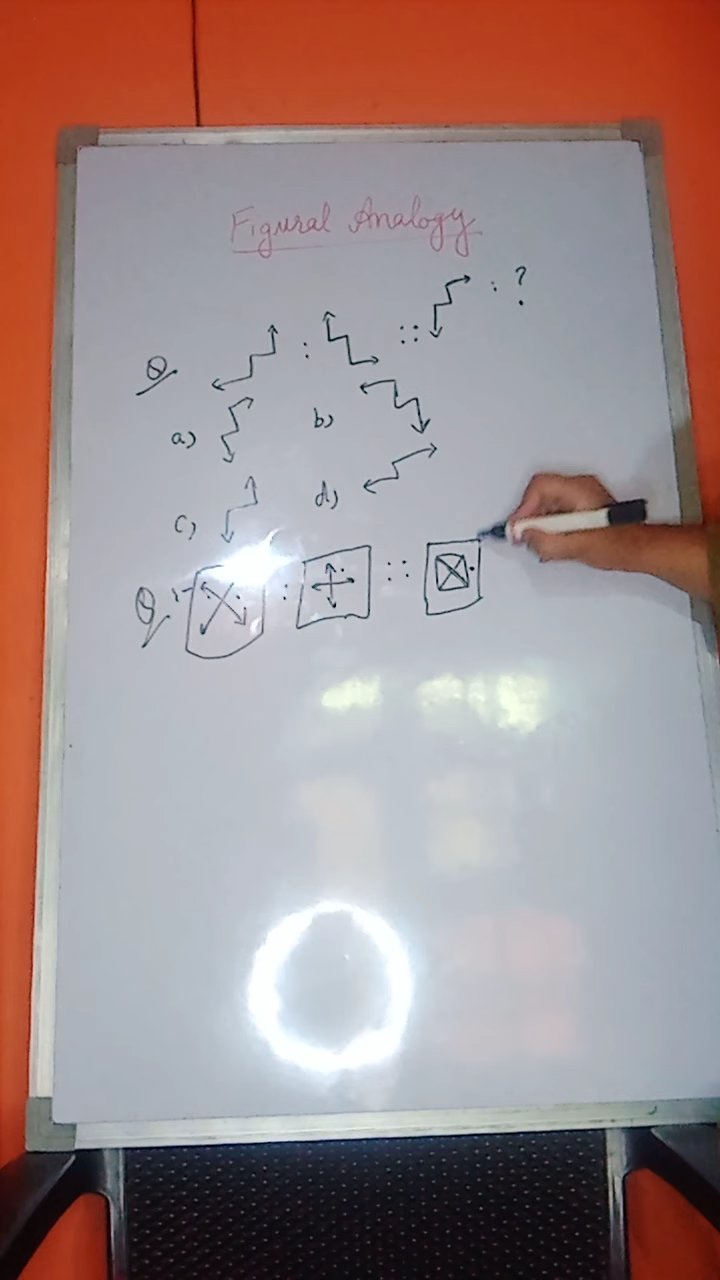 Figural Analogy
Q : :: : ?
a) b)
c) d)
Q. : ::